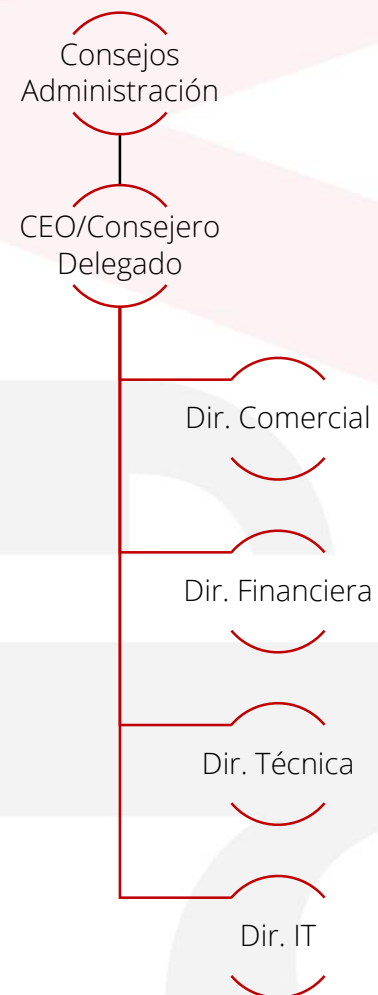 Consejos
Administración
CEO/Consejero
Delegado
Dir. Comercial
Dir. Financiera
Dir. Técnica
Dir. IT